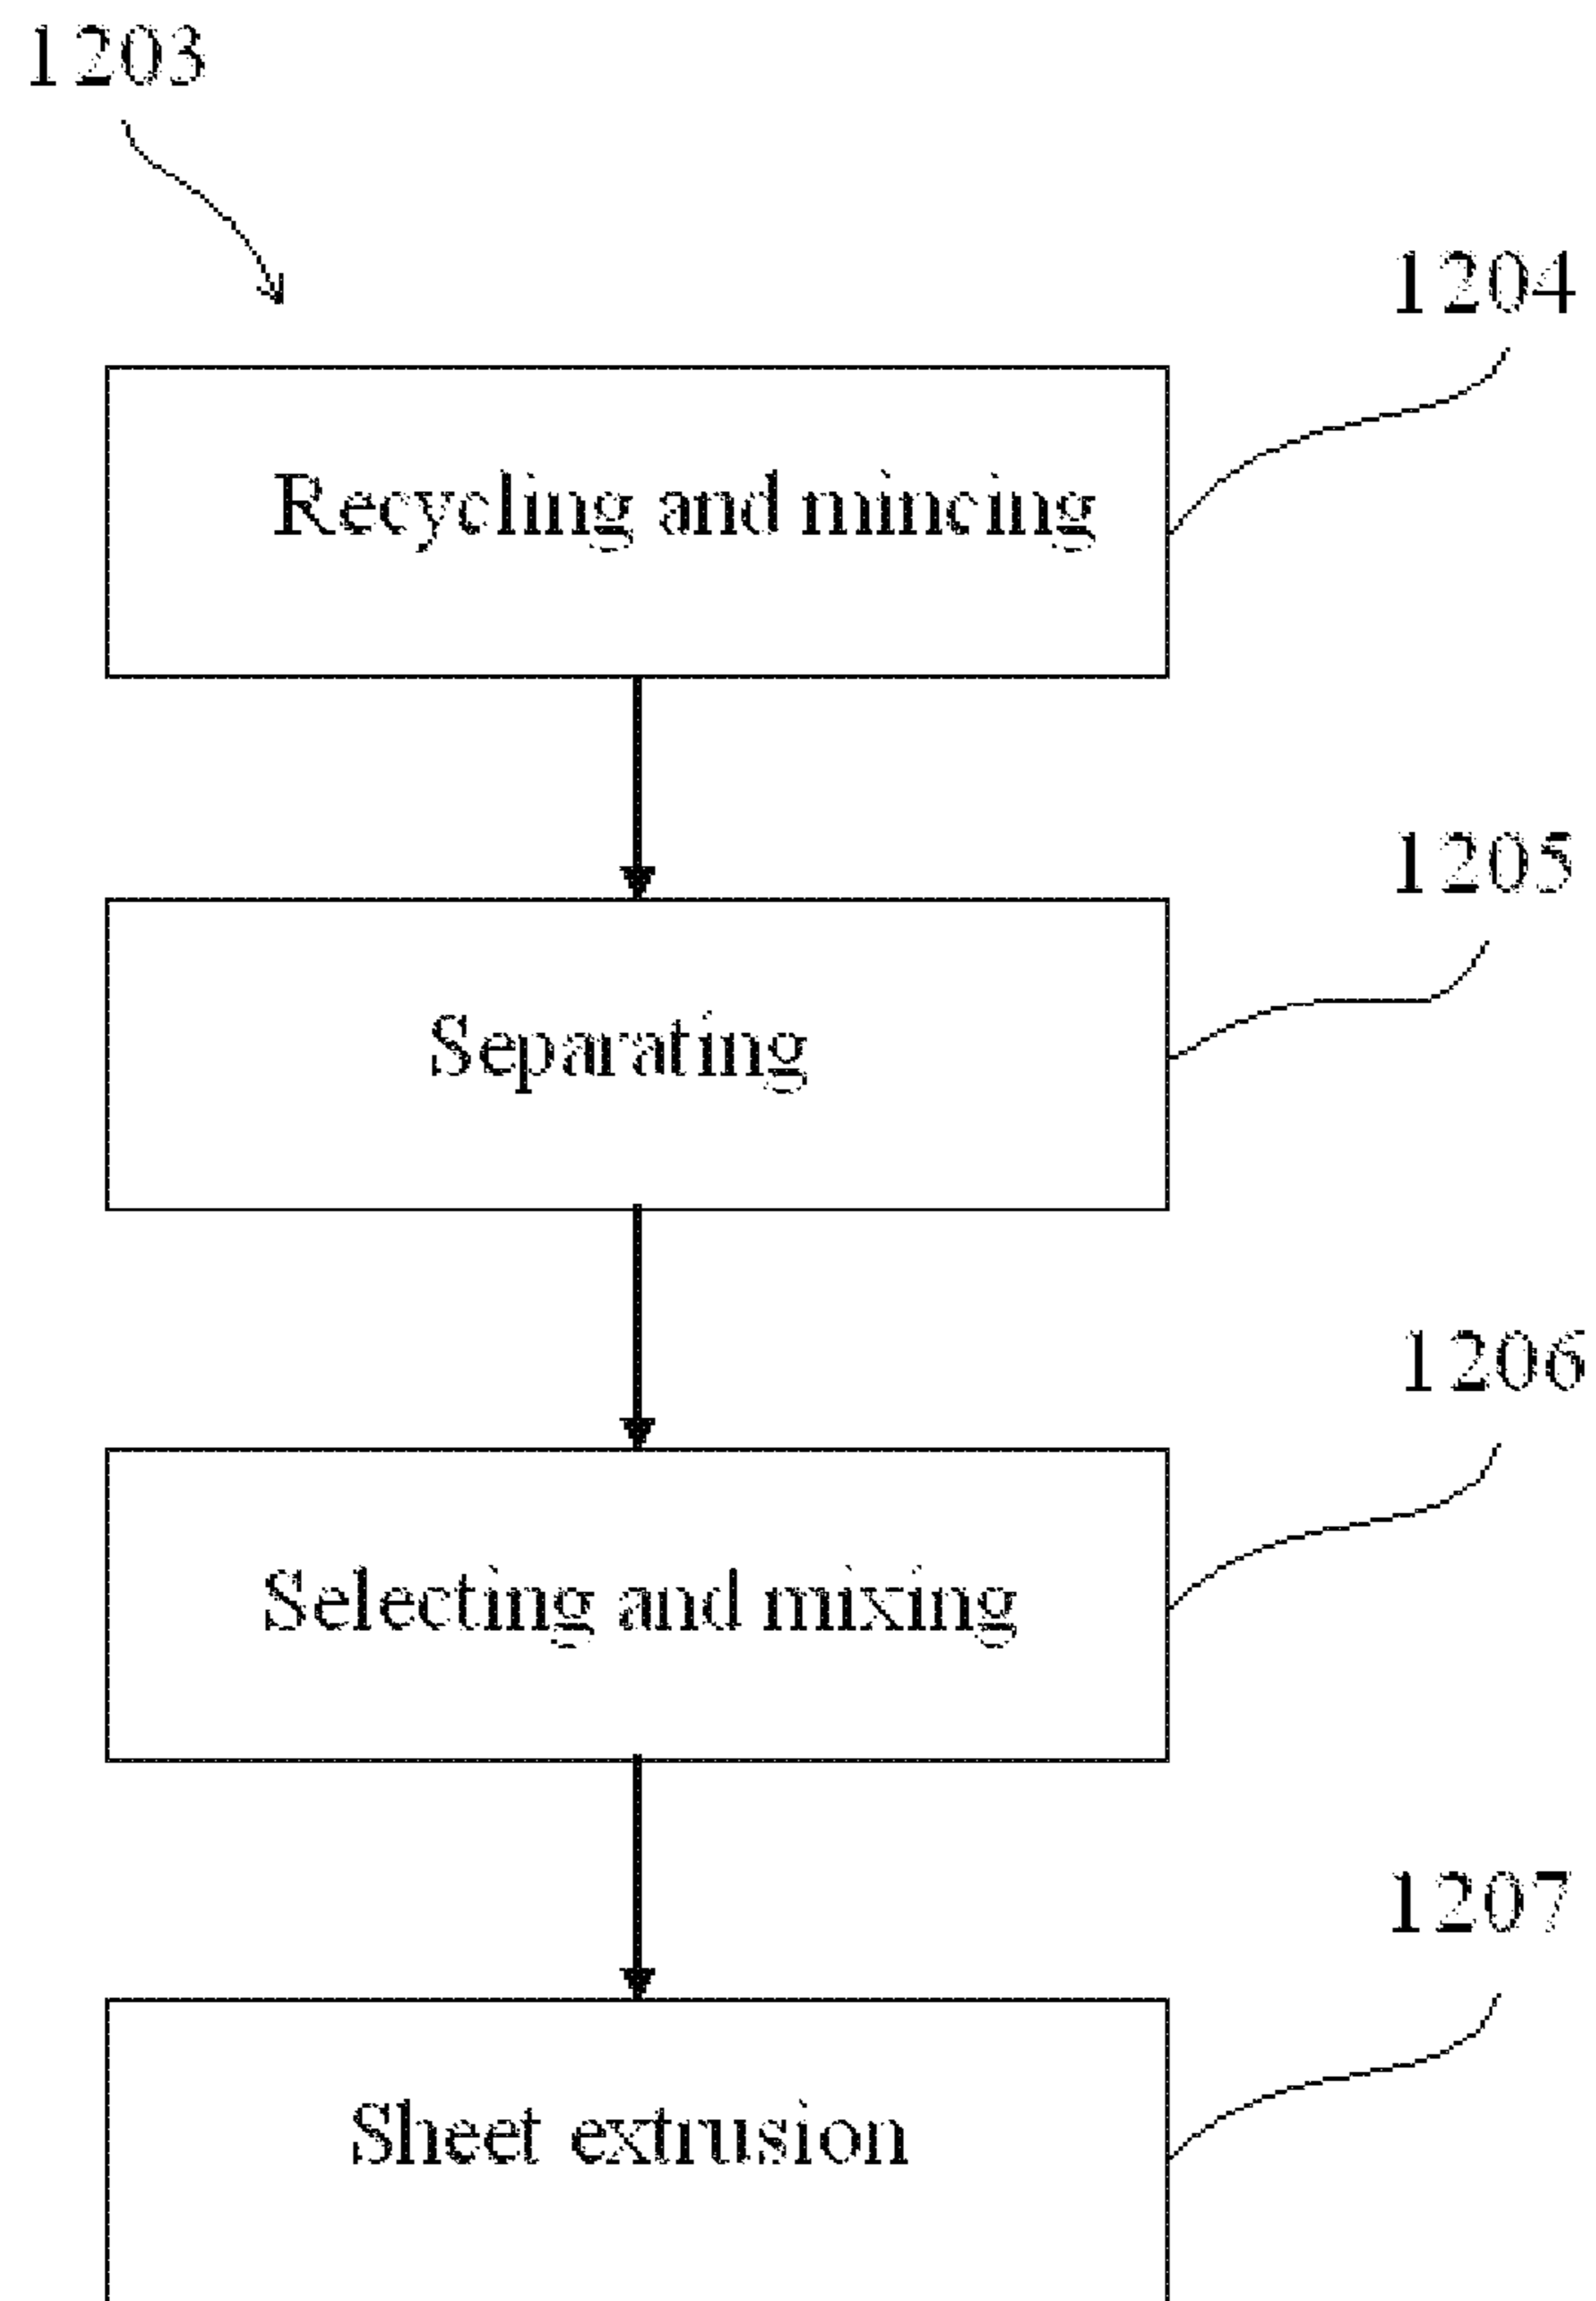 1203
1204
Recycling and mincing
1205
Separating
1206
Selecting and mixing
1207
Sheet extrusion